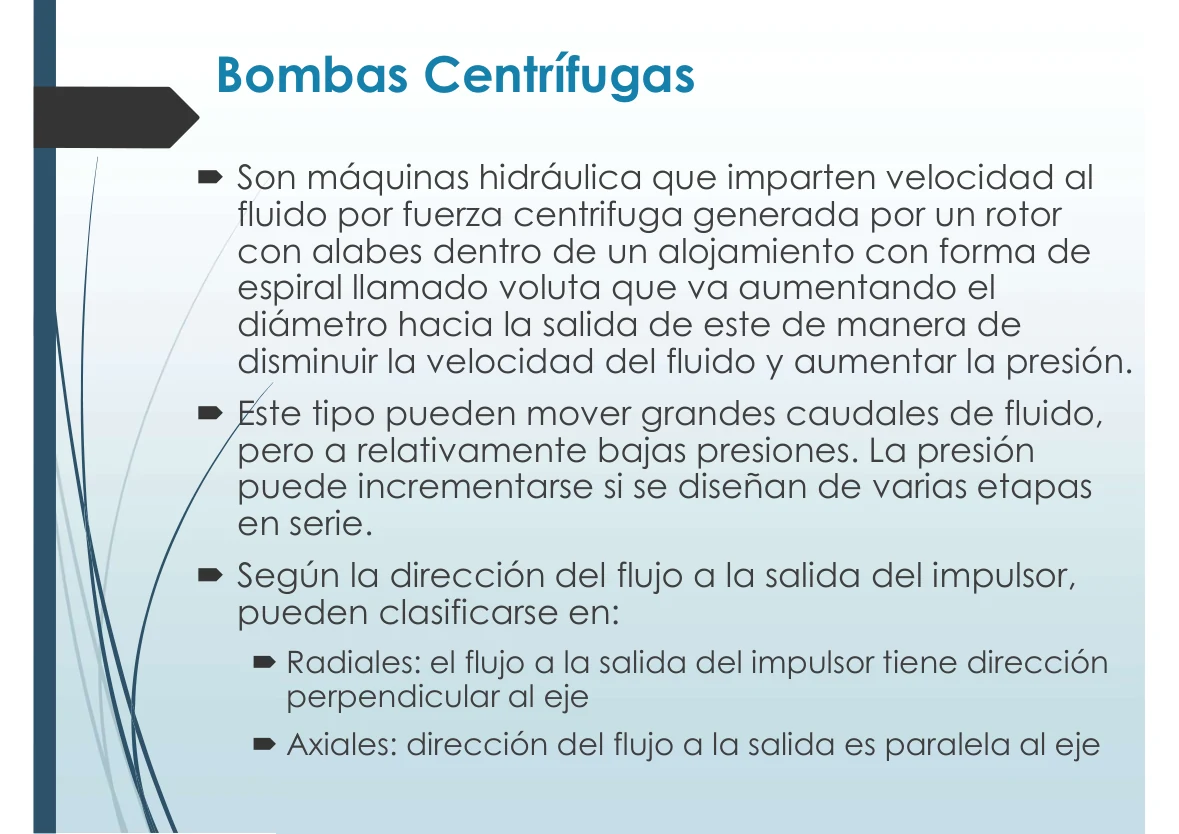 Bombas Centrífugas
Son máquinas hidráulica que imparten velocidad al
fluido por fuerza centrifuga generada por un rotor
con alabes dentro de un alojamiento con forma de
espiral llamado voluta que va aumentando el
diámetro hacia la salida de este de manera de
disminuir la velocidad del fluido y aumentar la presión.
Este tipo pueden mover grandes caudales de fluido,
pero a relativamente bajas presiones. La presión
puede incrementarse si se diseñan de varias etapas
en serie.
Según la dirección del flujo a la salida del impulsor,
pueden clasificarse en:
Radiales: el flujo a la salida del impulsor tiene dirección
perpendicular al eje
Axiales: dirección del flujo a la salida es paralela al eje